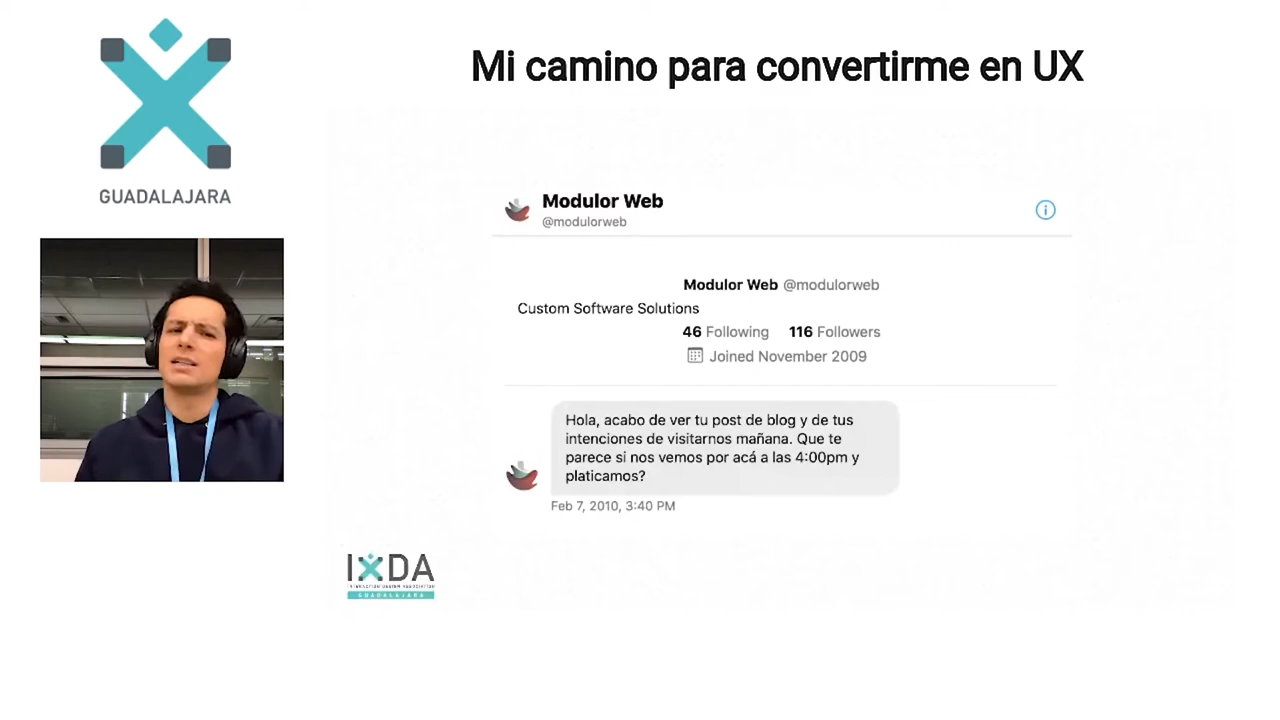 Mi camino para convertirme en UX
GUADALAJARA
Modulor Web
@modulorweb
Modulor Web @modulorweb
Custom Software Solutions
46 Following 116 Followers
Joined November 2009
Hola, acabo de ver tu post de blog y de tus
intenciones de visitarnos mañana. Que te
parece si nos vemos por acá a las 4:00pm y
platicamos?
Feb 7, 2010, 3:40 PM
IXDA
GUADALAJARA